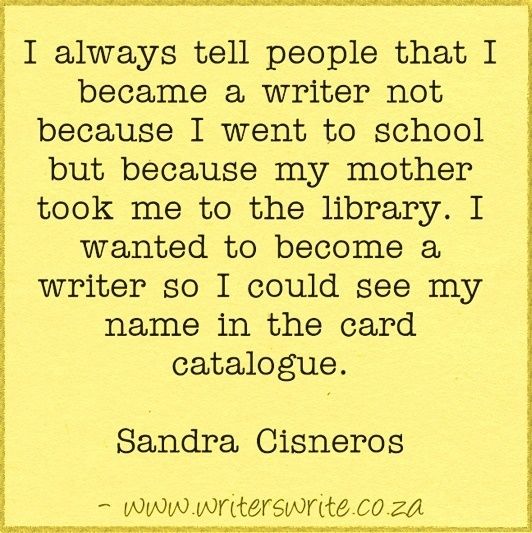 I always tell people that I
became a writer not
because I went to school
but because my mother
took me to the library. I
wanted to become a
writer so I could see my
name in the card
catalogue.
Sandra Cisneros
- www.writerswrite.co.za